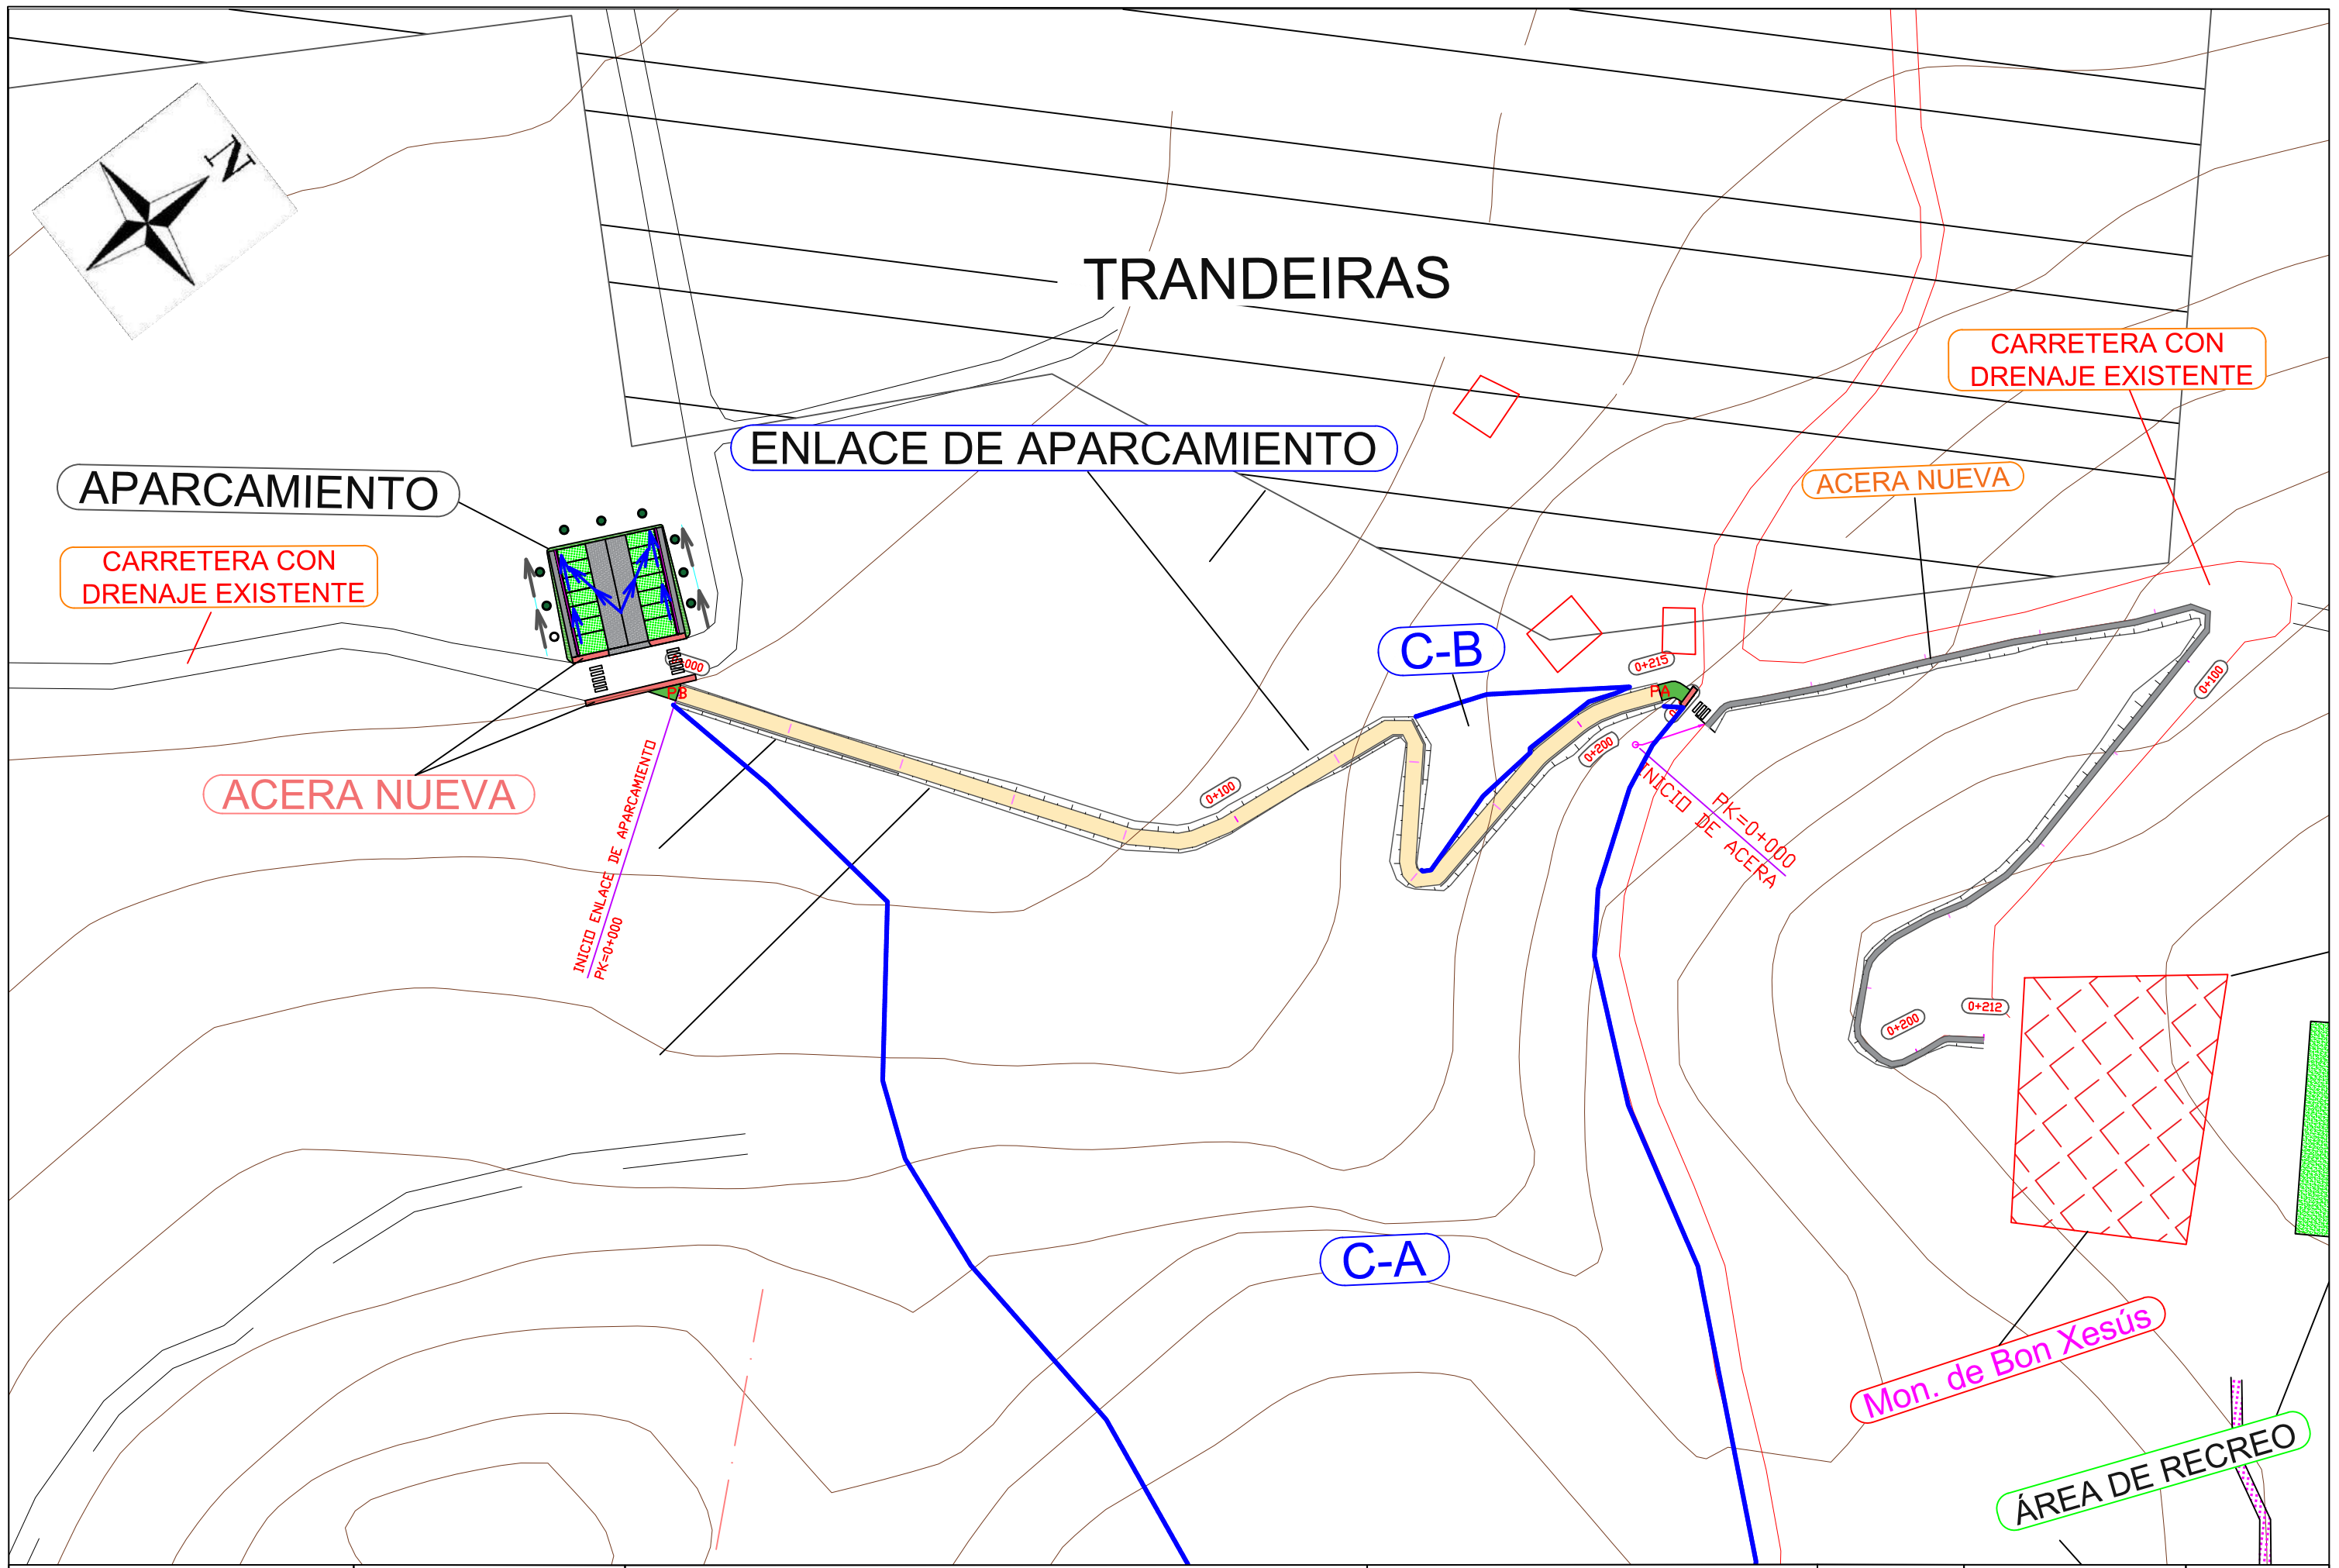 N
TRANDEIRAS
CARRETERA CON
DRENAJE EXISTENTE
ENLACE DE APARCAMIENTO
APARCAMIENTO
ACERA NUEVA
CARRETERA CON
DRENAJE EXISTENTE
C-B
0+215
PB
PA
0+100
0+200
0+100
ACERA NUEVA
INICIO ENLACE DE APARCAMIENTO
PK=0+000
PK=0+000
INICIO DE ACERA
0+212
0+200
C-A
Mon. de Bon Xesús
ÁREA DE RECREO